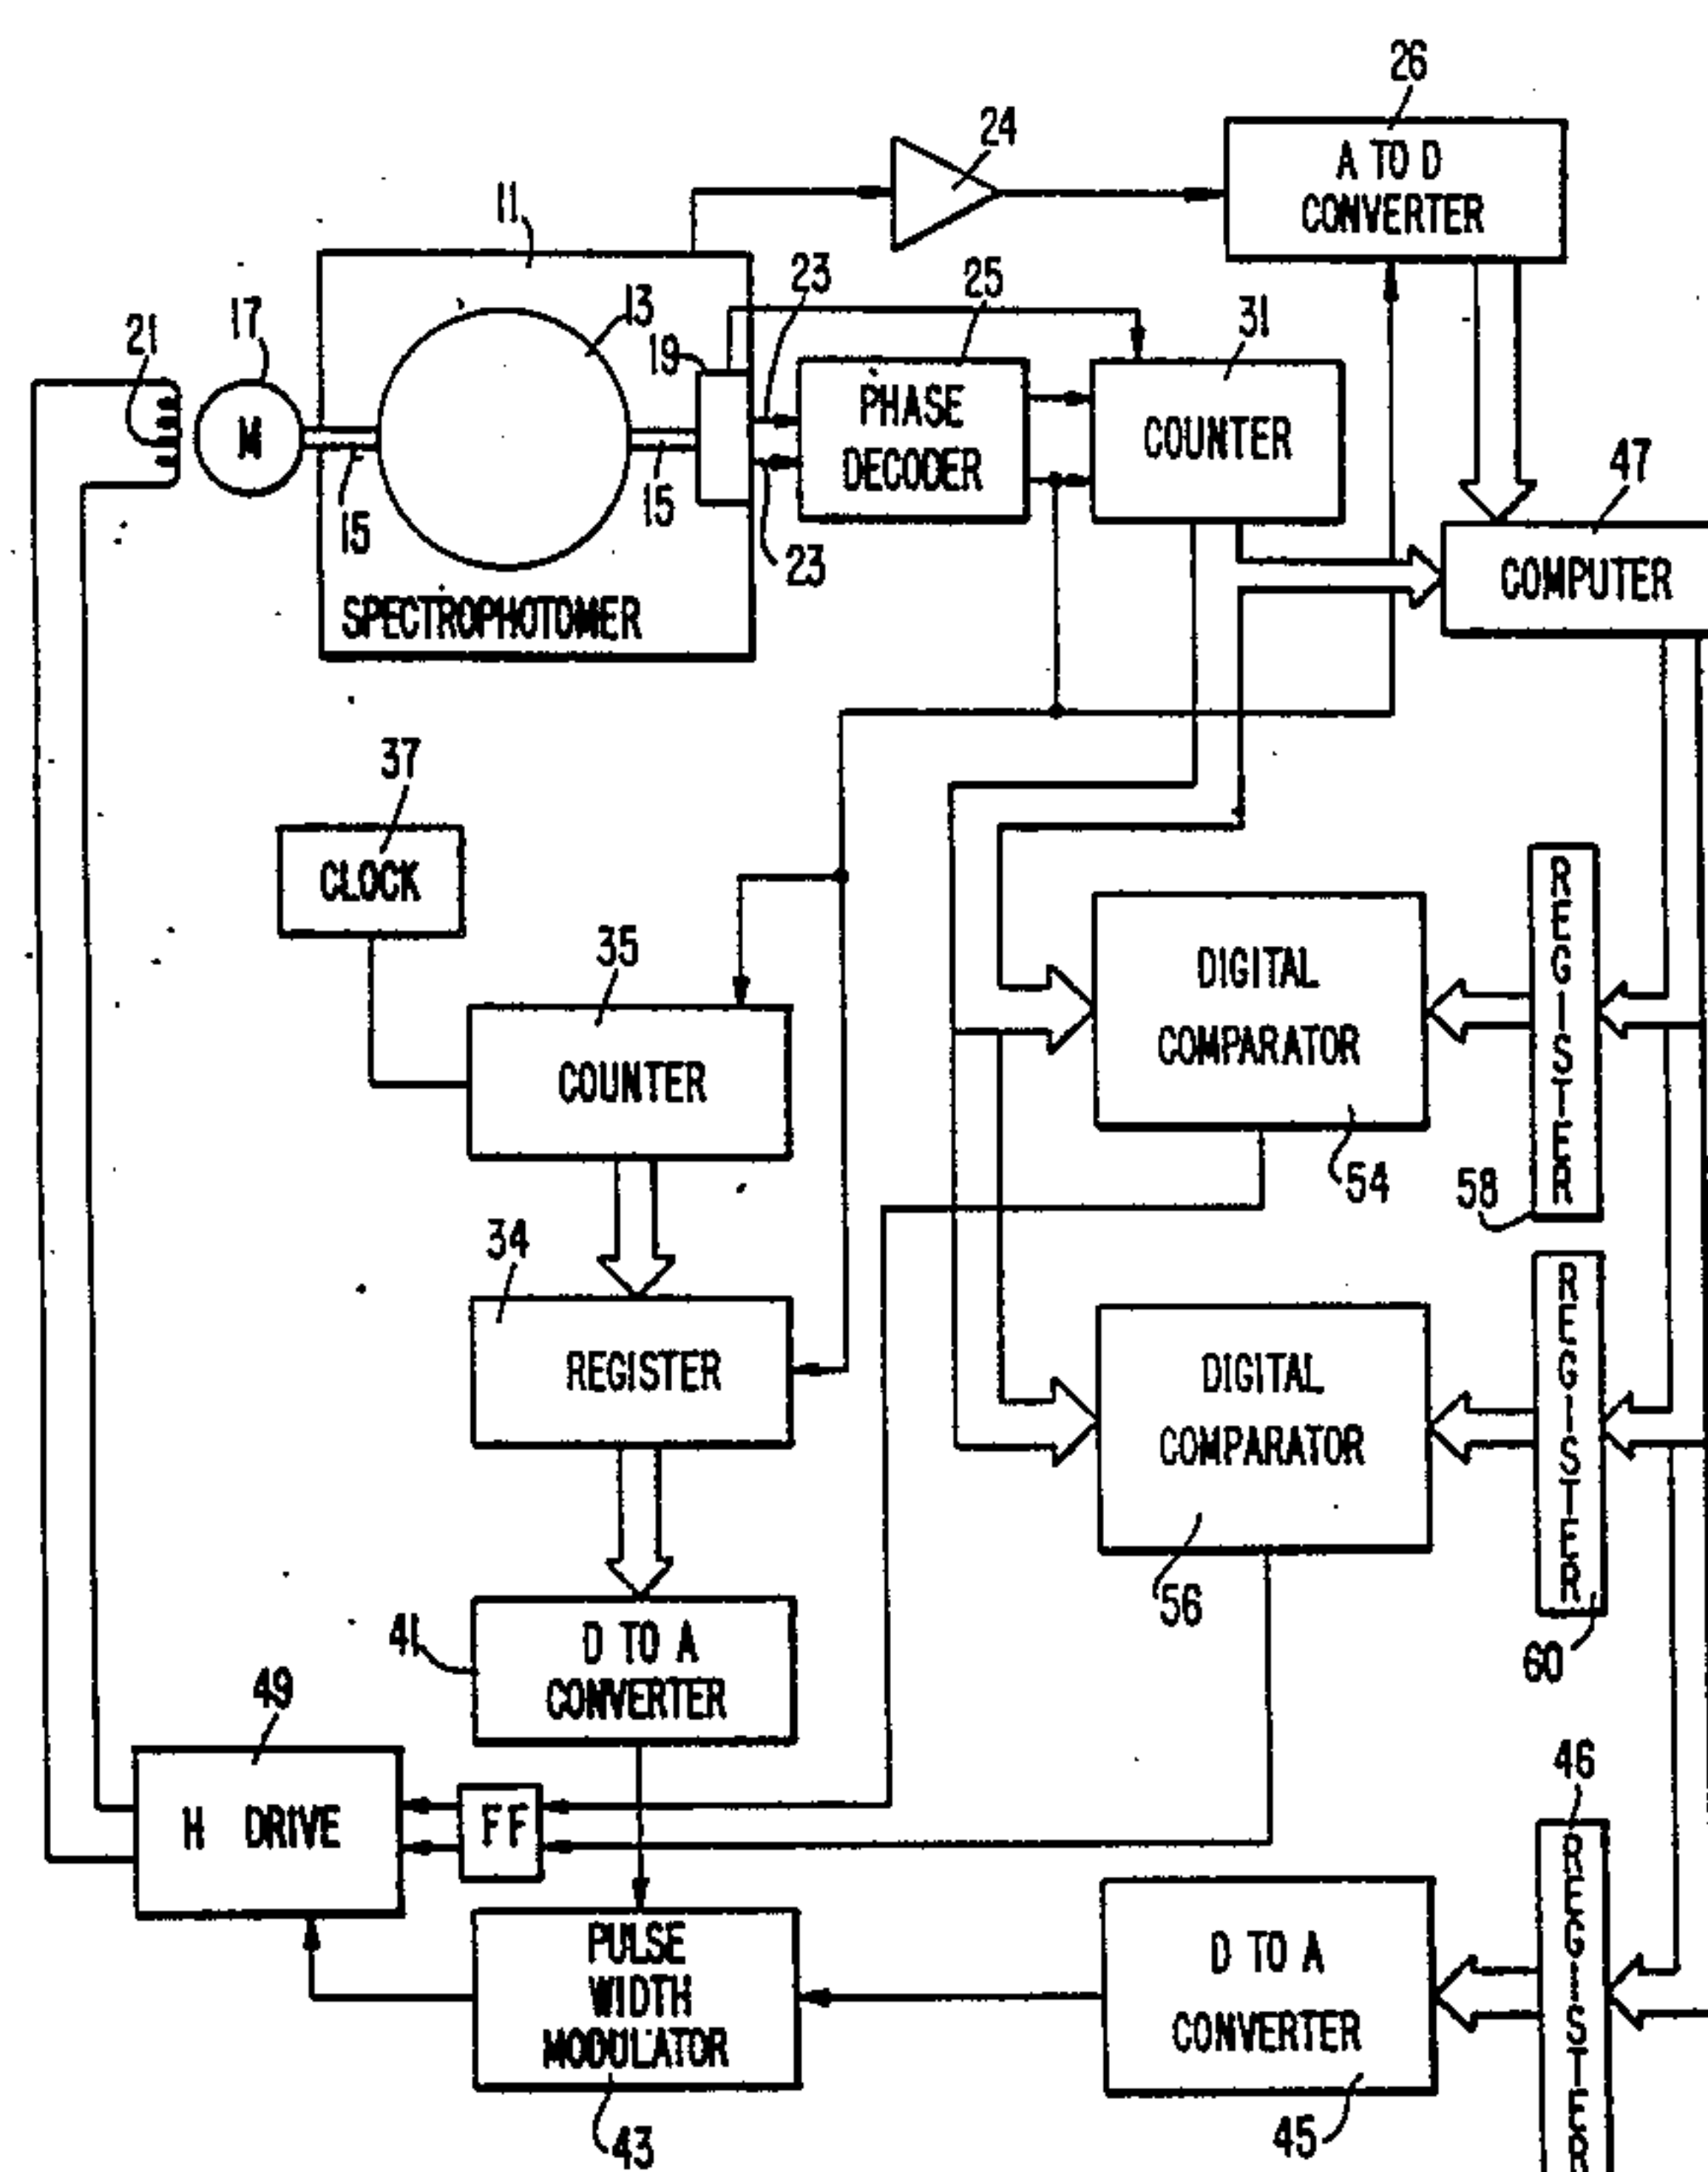 26
24
A TO D
CONVERTER
11
23
25
13
31
17
21
19
M
PHASE
DECODER
COUNTER
47
15
15
23
COMPUTER
SPECTROPHOTOMER
37
CLOCK
REGISTER
35
DIGITAL
COMPARATOR
COUNTER
54
58
34
REGISTER
REGISTER
DIGITAL
COMPARATOR
56
60
41
D TO A
CONVERTER
49
46
H DRIVE
FF
REGISTER
PULSE
WIDTH
MODULATOR
D TO A
CONVERTER
45
43